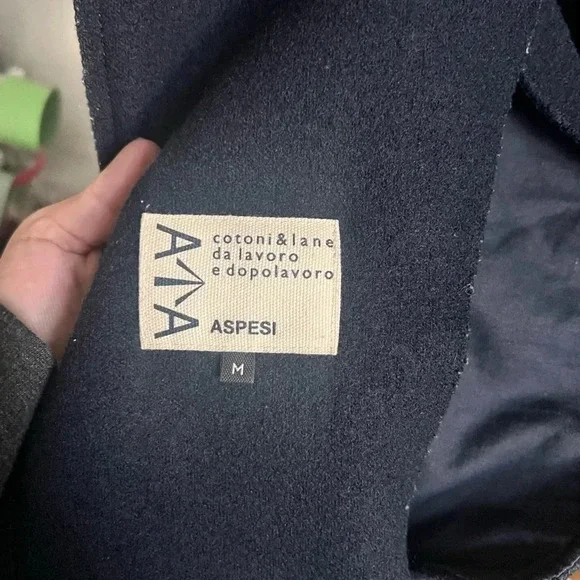 A A
cotoni&lane
da lavoro
e dopolavoro
ASPESI
M